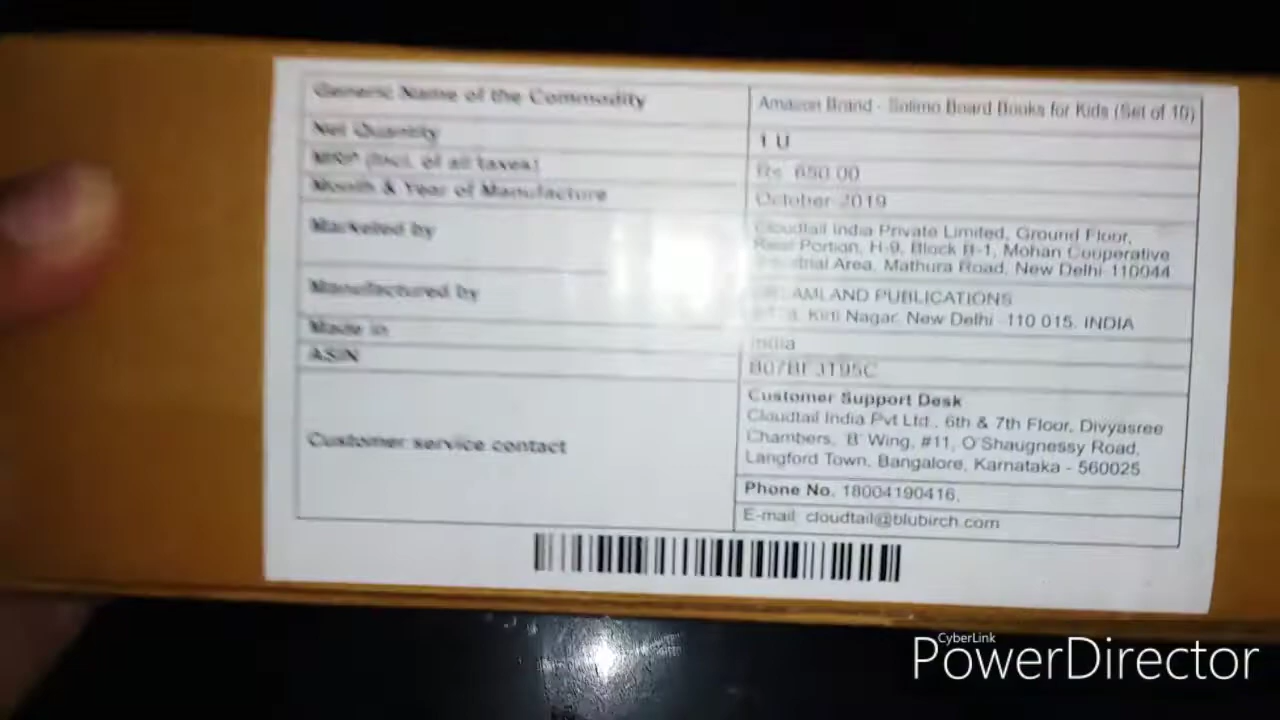 Generic Name of the Commodity
Amazon Brand - Solimo Board Books for Kids (Set of 10)
Net Quantity
1 U
MRP (Incl. of all taxes)
Rs. 650.00
Month & Year of Manufacture
October 2019
Marketed by
Cloudtail India Private Limited, Ground Floor,
Rear Portion, H-9, Block B-1, Mohan Cooperative
Area, Mathura Road, New Delhi-110044
Manufactured by
PUBLICATIONS
Kirti Nagar, New Delhi 110 015. INDIA
Made in
India
ASIN
Customer service contact
Customer Support Desk
Cloudtail India Pvt Ltd., 6th & 7th Floor, Divyasree
Chambers, 'B' Wing, #11, O'Shaugnessy Road,
Langford Town, Bangalore, Karnataka - 560025
Phone No. 18004190416,
E-mail cloudtail@blubirch.com
CyberLink
PowerDirector